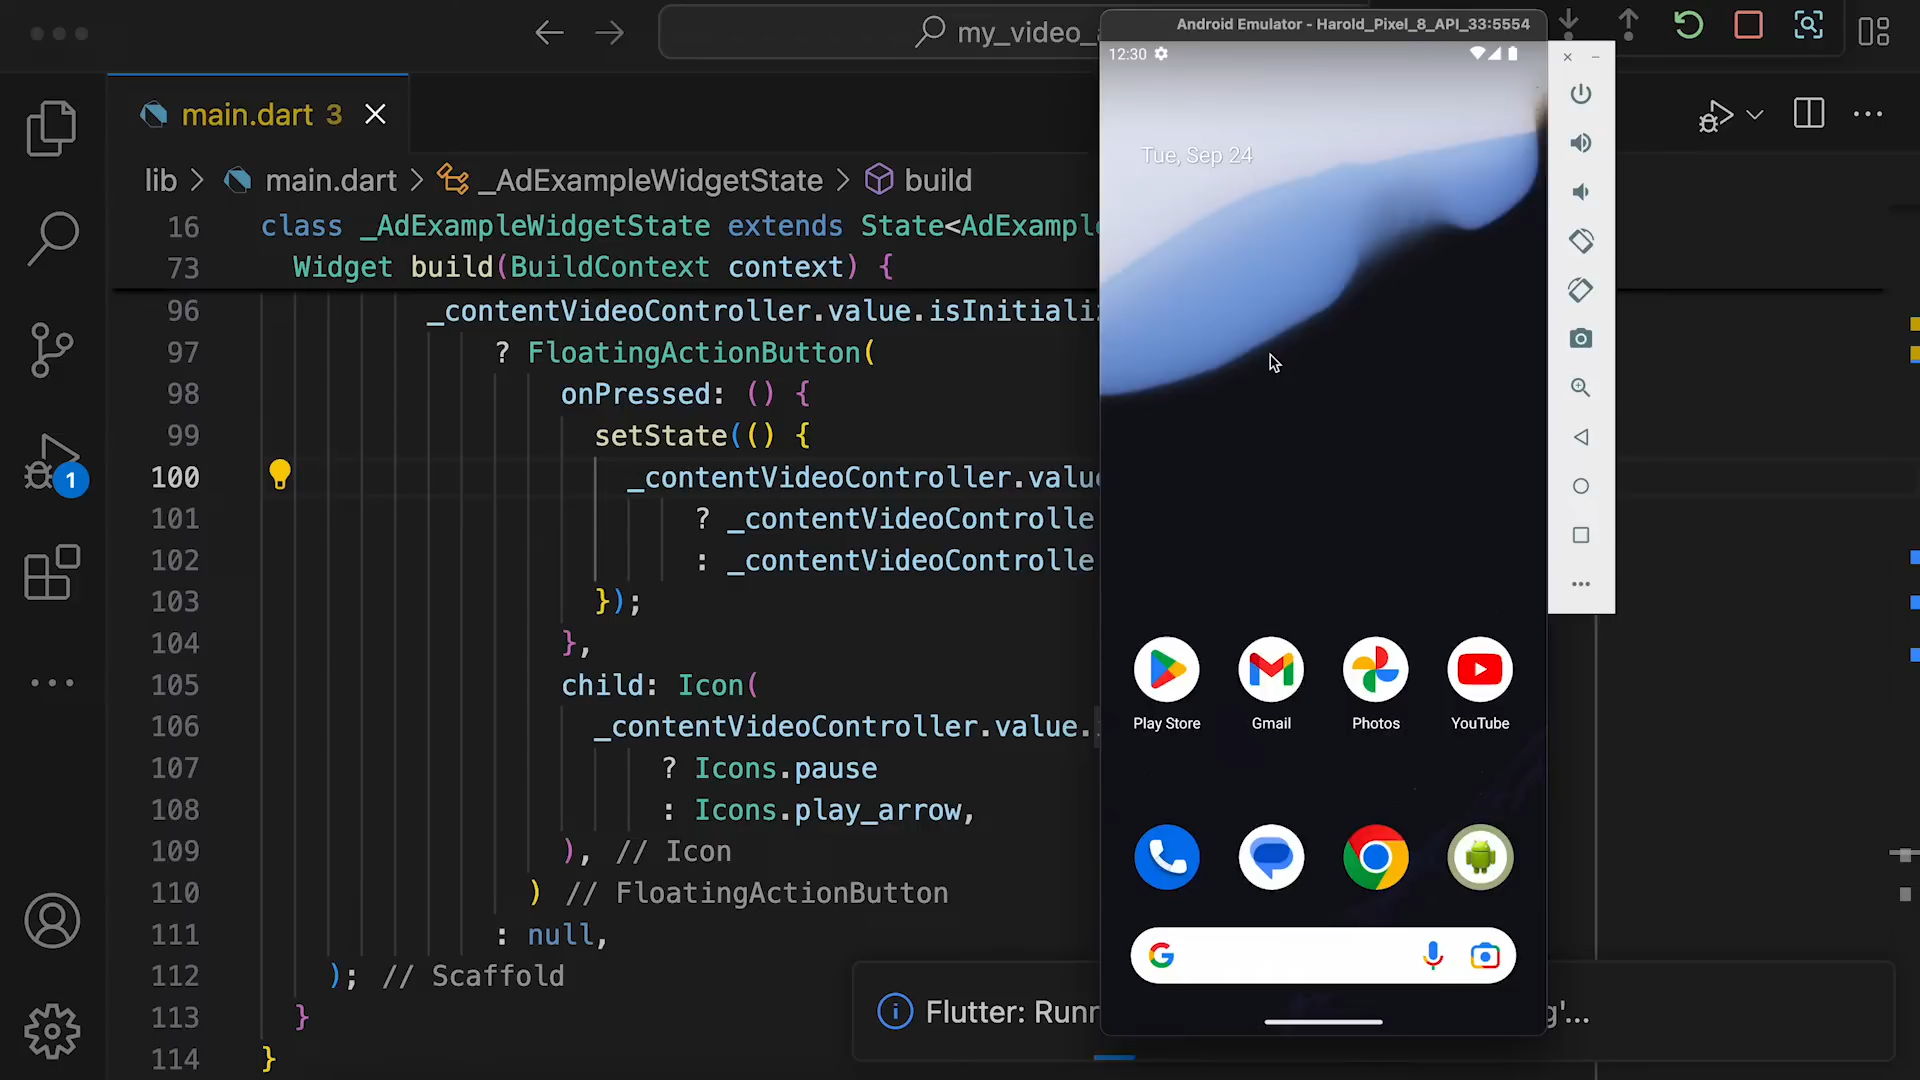 my_video_
main.dart 3
lib > main.dart > _AdExampleWidgetState > build
16 class _AdExampleWidgetState extends State<AdExampl
73 Widget build(BuildContext context) {
96 _contentVideoController.value.isInitiali
97 ? FloatingActionButton(
98 onPressed: () {
99 setState(() {
100 _contentVideoController.valu
101 ? _contentVideoControlle
102 : _contentVideoControlle
103 });
104 },
105 child: Icon(
106 _contentVideoController.value.
107 ? Icons.pause
108 : Icons.play_arrow,
109 ), // Icon
110 ) // FloatingActionButton
111 : null,
112 ); // Scaffold
113 }
114 }
1
Flutter: Runn
g'...
Android Emulator - Harold_Pixel_8_API_33:5554
12:30
Tue, Sep 24
Play Store
Gmail
Photos
YouTube